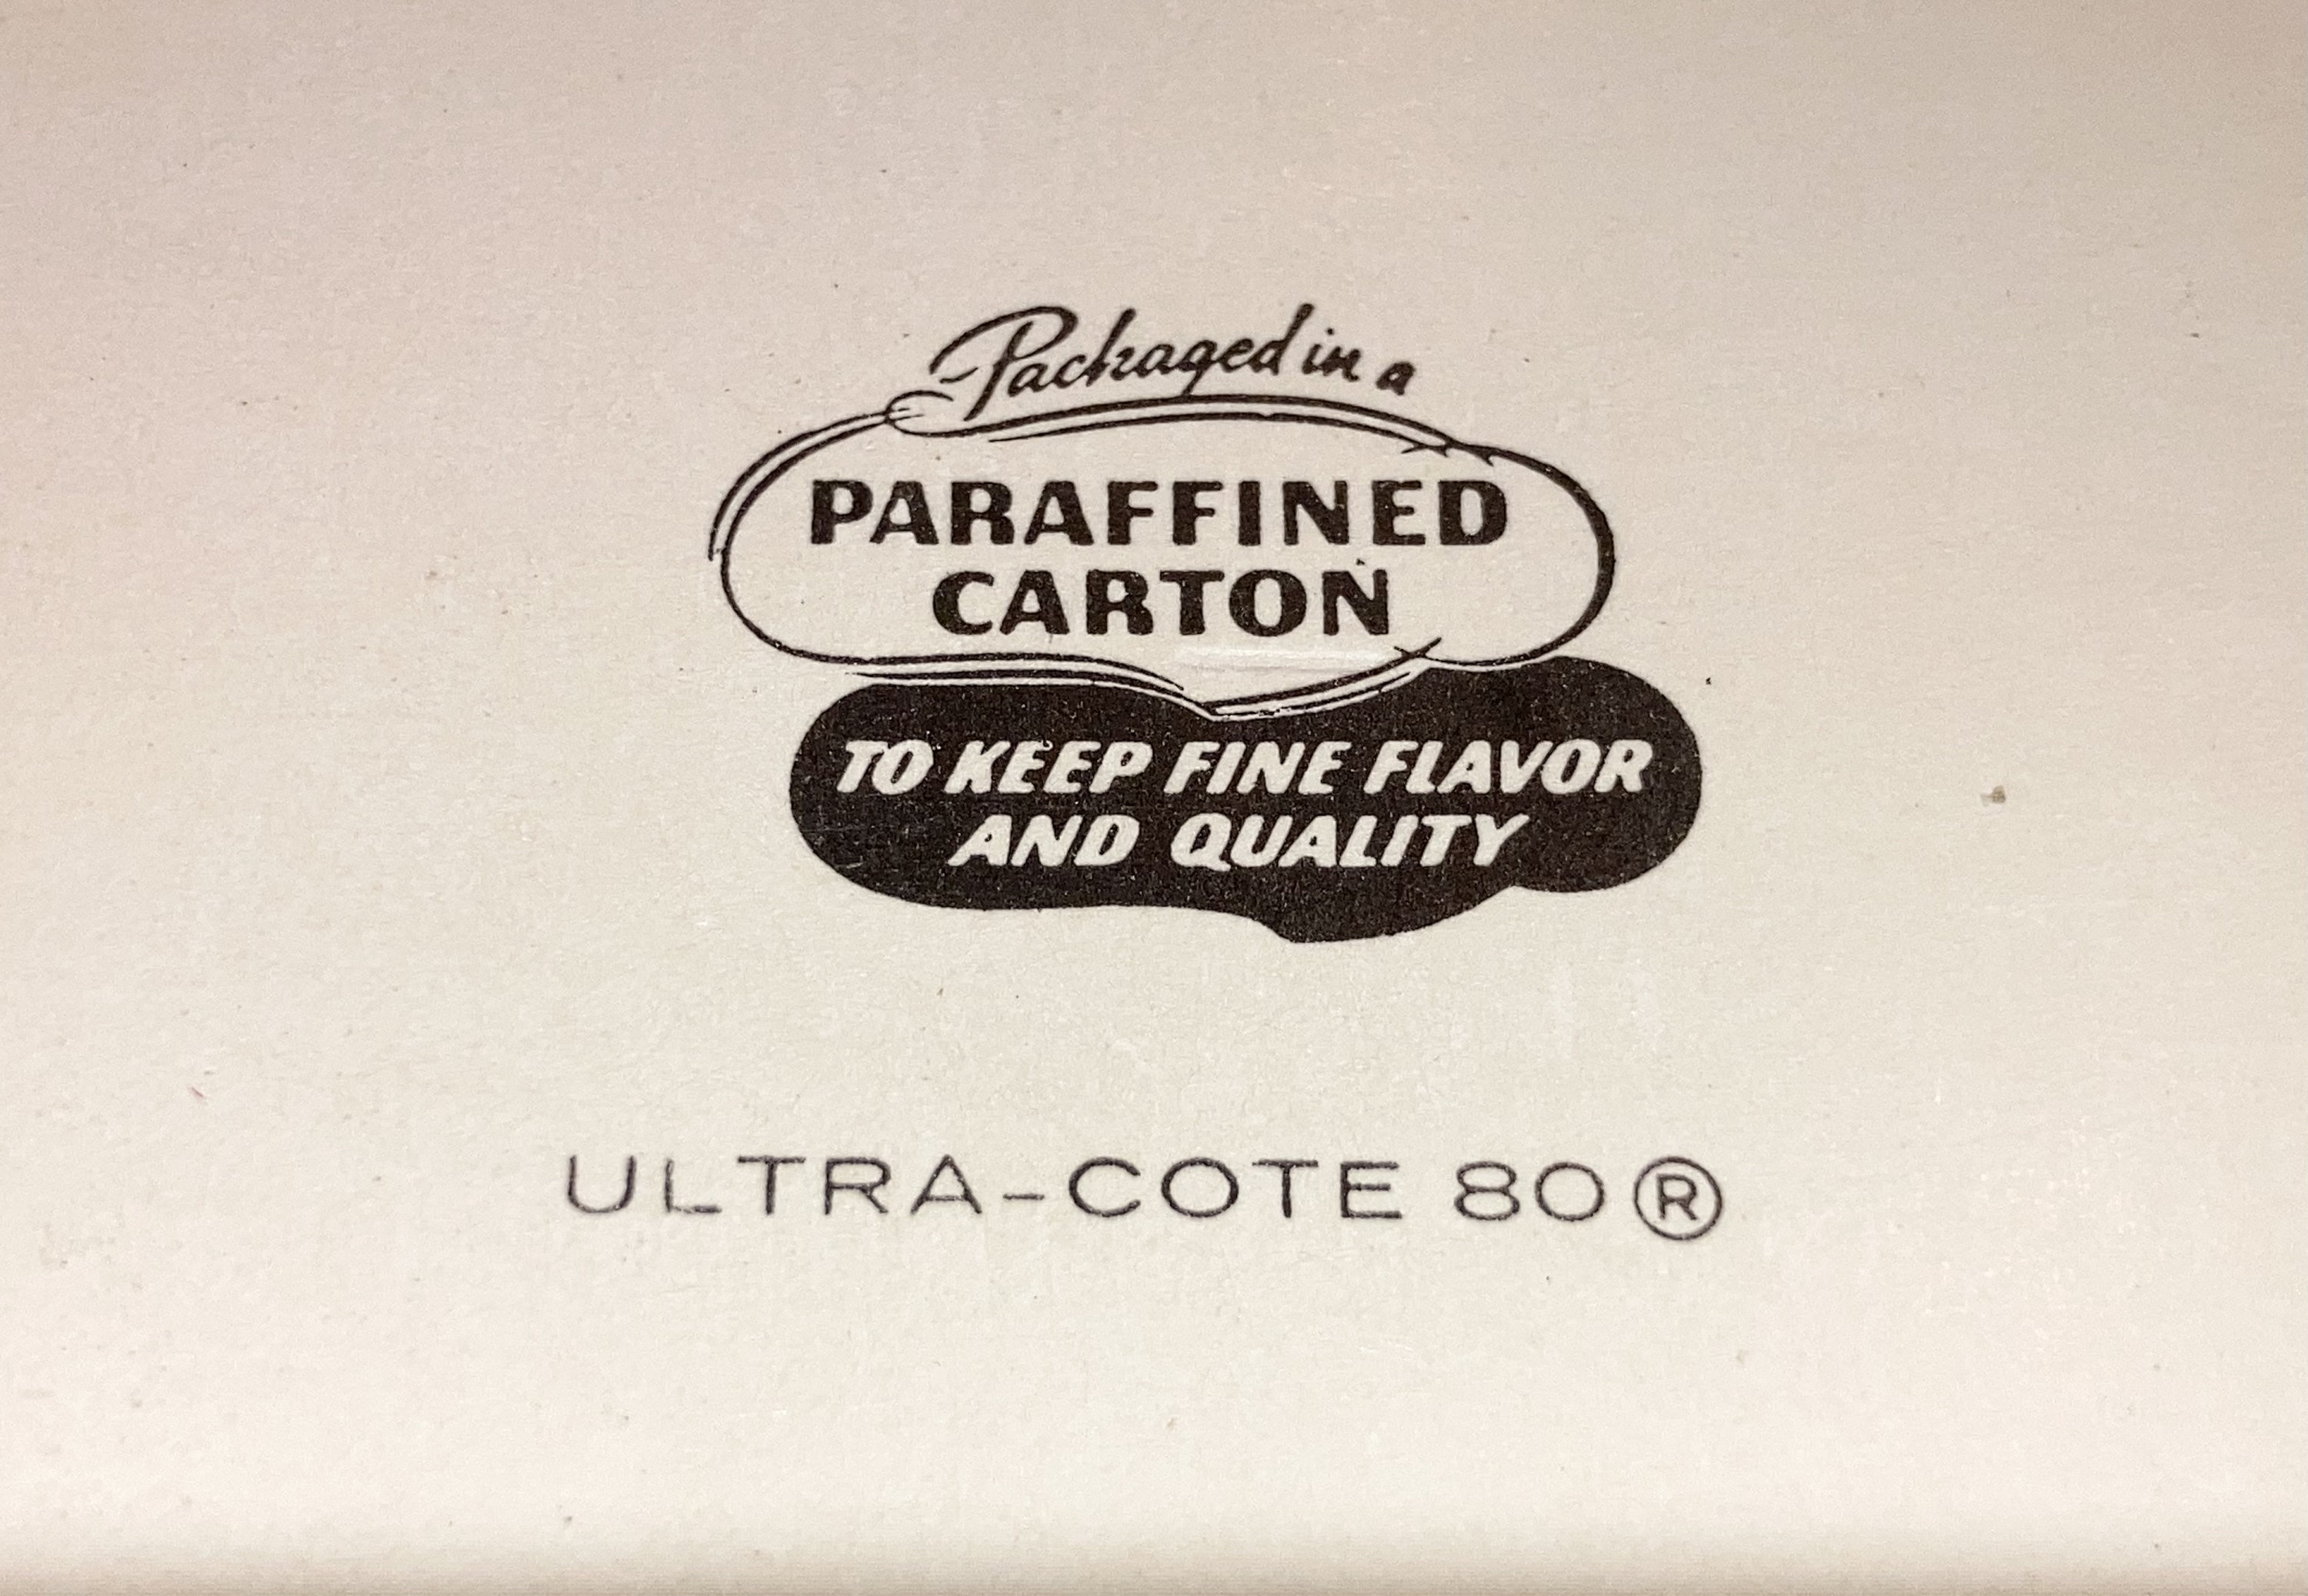 Packaged in a
PARAFFINED
CARTON
TO KEEP FINE FLAVOR
AND QUALITY
ULTRA-COTE 80®